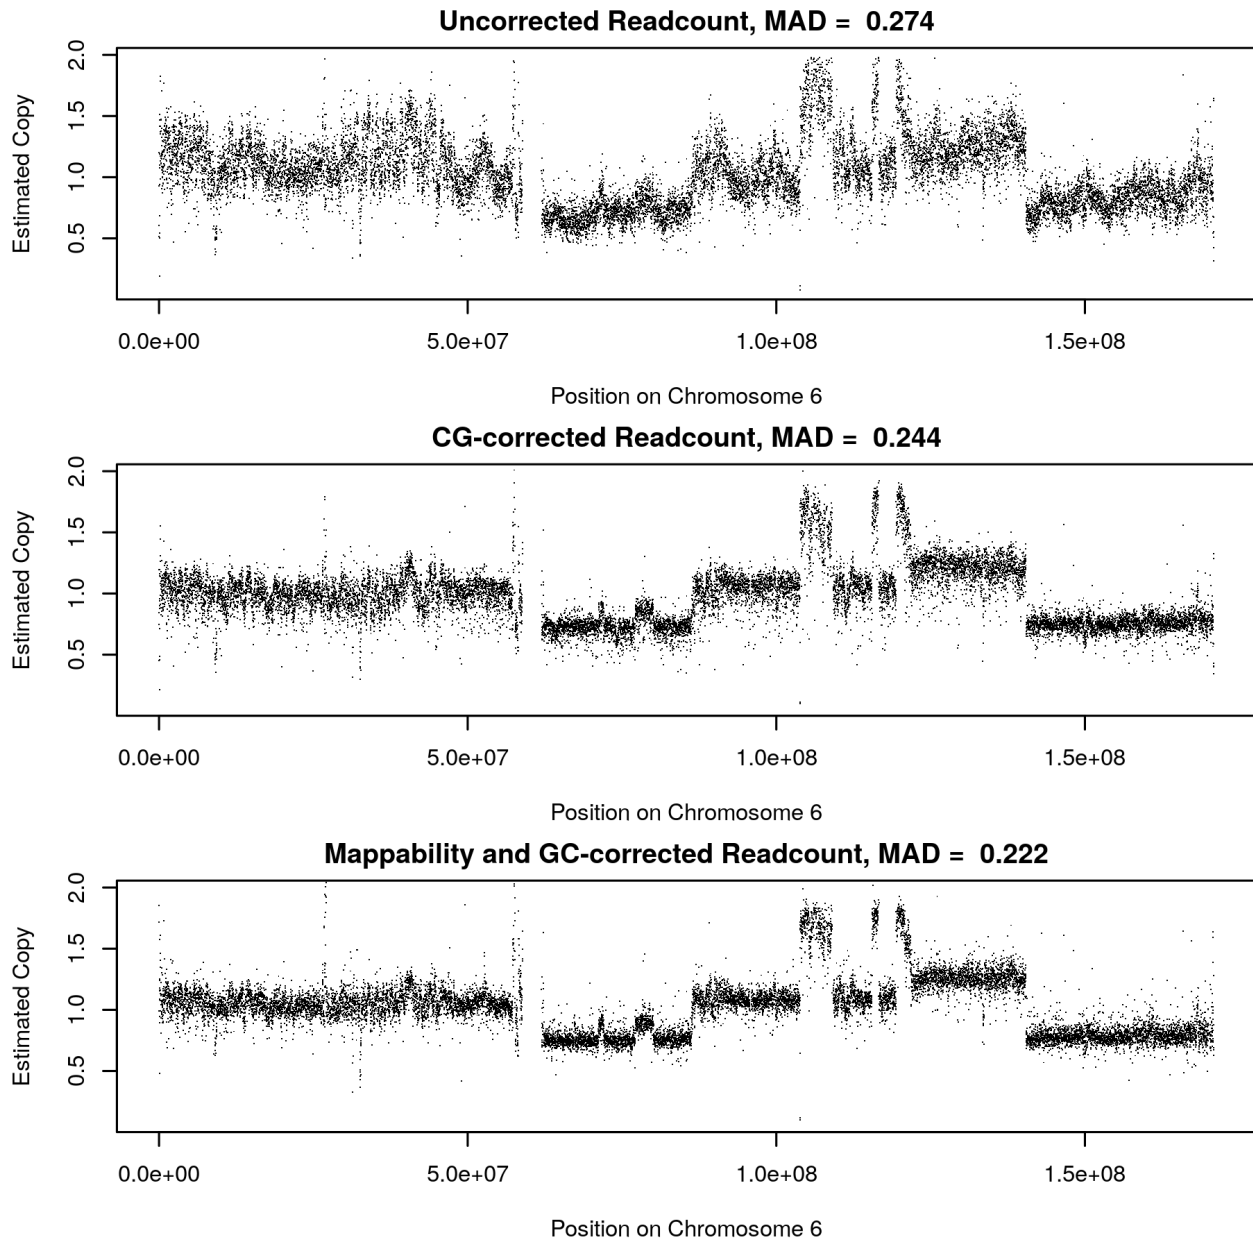 Uncorrected Readcount, MAD =  0.274
Estimated Copy
2.0
1.5
1.0
0.5
0.0e+00 5.0e+07 1.0e+08 1.5e+08
Position on Chromosome 6
CG-corrected Readcount, MAD =  0.244
Estimated Copy
2.0
1.5
1.0
0.5
0.0e+00 5.0e+07 1.0e+08 1.5e+08
Position on Chromosome 6
Mappability and GC-corrected Readcount, MAD =  0.222
Estimated Copy
2.0
1.5
1.0
0.5
0.0e+00 5.0e+07 1.0e+08 1.5e+08
Position on Chromosome 6